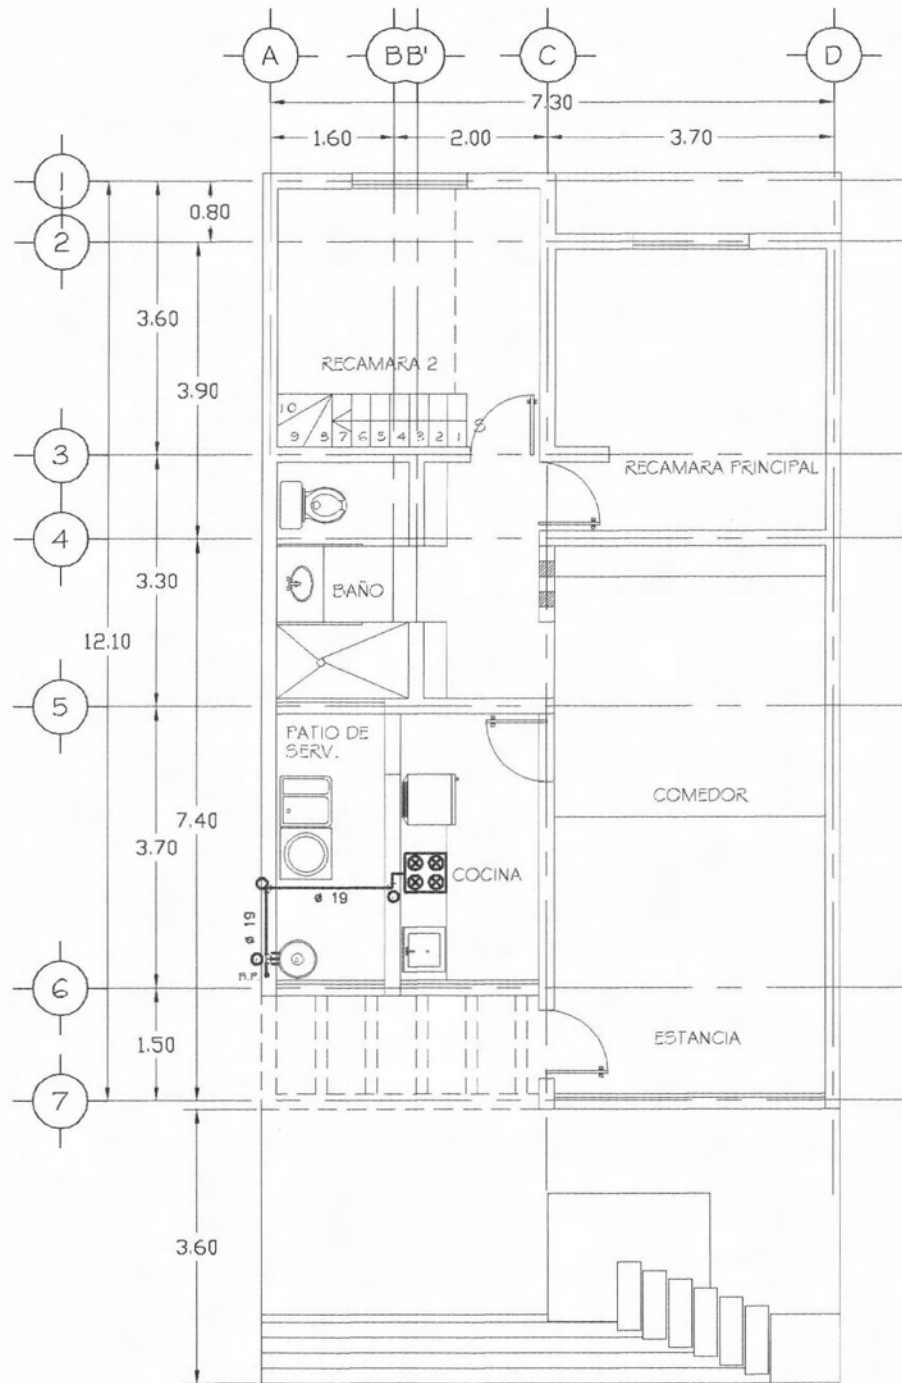 A
B
B'
C
D
7.30
1.60
2.00
3.70
1
0.80
2
3.60
3.90
RECAMARA 2
10
9
8
7
6
5
4
3
2
1
S
3
RECAMARA PRINCIPAL
4
3.30
BAÑO
12.10
5
PATIO DE
SERV.
COMEDOR
7.40
3.70
COCINA
ø 19
ø 19
B.P.
6
1.50
ESTANCIA
7
3.60